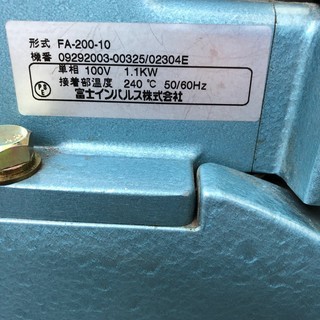 形式 FA-200-10
機番 09292003-00325/02304E
単相 100V 1.1KW
接着部温度 240 ℃ 50/60Hz
富士インパルス株式会社